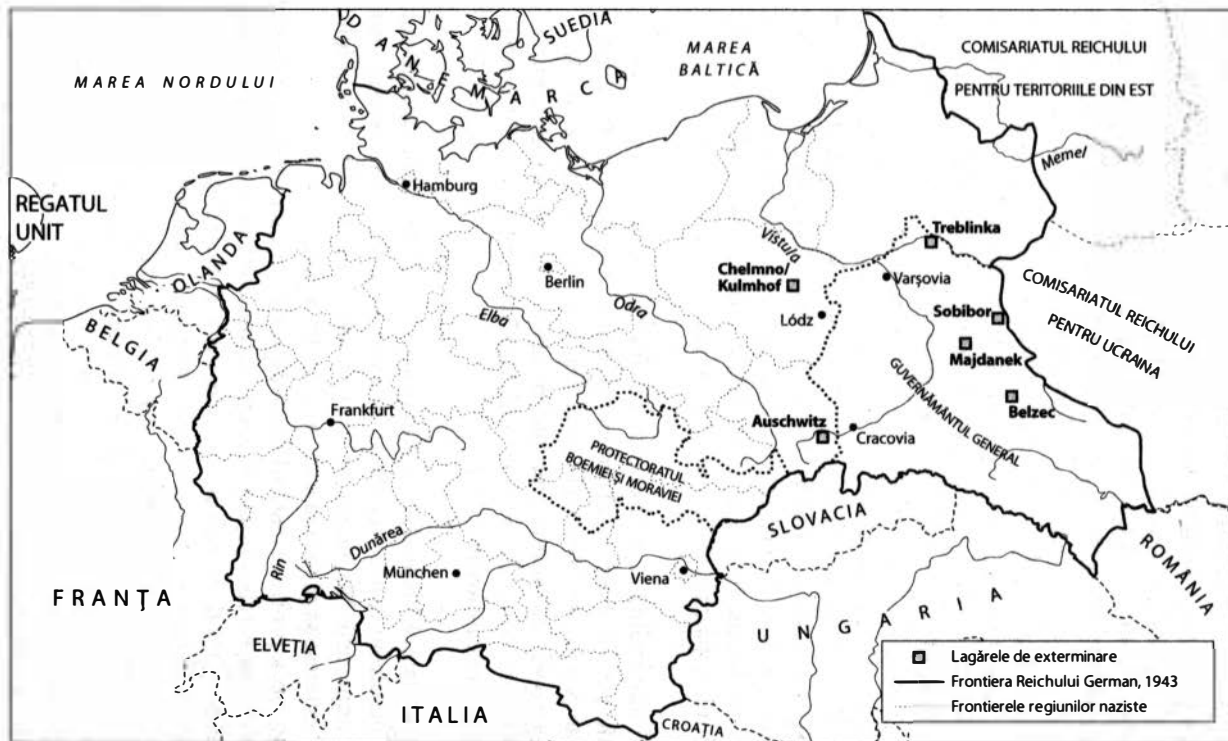 DANEMARCA
SUEDIA
MAREA NORDULUI
MAREA
BALTICĂ
COMISARIATUL REICHULUI
PENTRU TERITORIILE DIN EST
Memel
Hamburg
REGATUL
UNIT
OLANDA
Berlin
Elba
Odra
Vistula
Treblinka
Chelmno/
Kulmhof
Varșovia
Lódz
Sobibor
Majdanek
Belzec
COMISARIATUL REICHULUI
PENTRU UCRAINA
BELGIA
Frankfurt
Auschwitz
Cracovia
GUVERNĂMÂNTUL GENERAL
PROTECTORATUL
BOEMIEI ȘI MORAVIEI
SLOVACIA
Dunărea
Rin
München
Viena
ROMÂNIA
FRANŢA
ELVEȚIA
UNGARIA
ITALIA
CROAȚIA
Lagărele de exterminare
Frontiera Reichului German, 1943
Frontierele regiunilor naziste